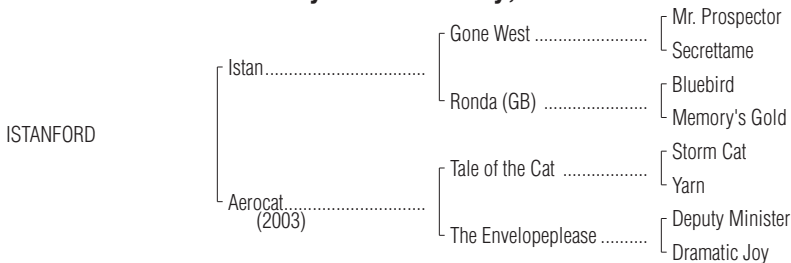 Mr. Prospector
Gone West ......................
Secrettame
Istan................................
Bluebird
Ronda (GB) ....................
Memory's Gold
ISTANFORD
Storm Cat
Tale of the Cat .................
Yarn
Aerocat............................
(2003)
Deputy Minister
The Envelopeplease ..........
Dramatic Joy